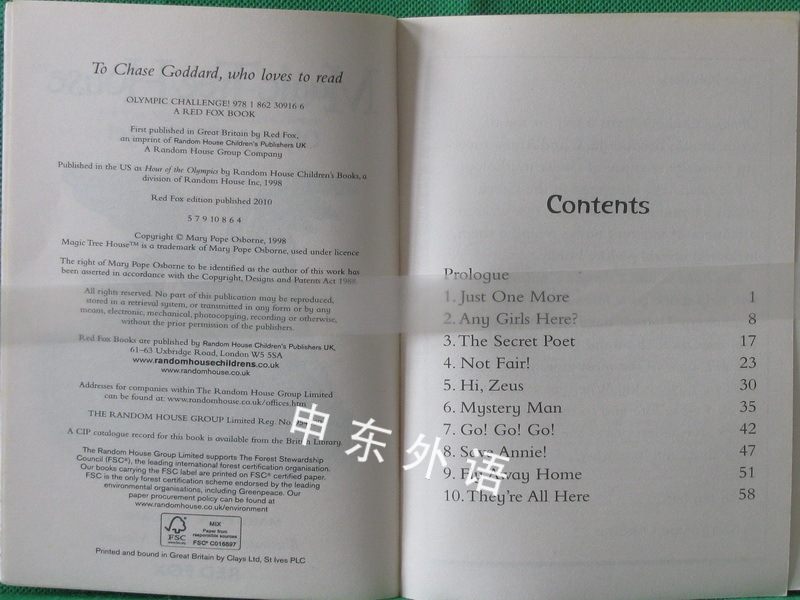 To Chase Goddard, who loves to read
OLYMPIC CHALLENGE! 978 1 862 30916 6
A RED FOX BOOK
First published in Great Britain by Red Fox,
an imprint of Random House Children's Publishers UK
A Random House Group Company
Published in the US as Hour of the Olympics by Random House Children's Books, a
division of Random House Inc, 1998
Red Fox edition published 2010
5 7 9 10 8 6 4
Copyright © Mary Pope Osborne, 1998
Magic Tree House™ is a trademark of Mary Pope Osborne, used under licence
The right of Mary Pope Osborne to be identified as the author of this work has
been asserted in accordance with the Copyright, Designs and Patents Act 1988.
All rights reserved. No part of this publication may be reproduced,
stored in a retrieval system, or transmitted in any form or by any
means, electronic, mechanical, photocopying, recording or otherwise,
without the prior permission of the publishers.
Red Fox Books are published by Random House Children's Publishers UK,
61–63 Uxbridge Road, London W5 5SA
www.randomhousechildrens.co.uk
www.randomhouse.co.uk
Addresses for companies within The Random House Group Limited
can be found at: www.randomhouse.co.uk/offices.htm
THE RANDOM HOUSE GROUP Limited Reg. No.
A CIP catalogue record for this book is available from the British Library.
The Random House Group Limited supports The Forest Stewardship
Council (FSC®), the leading international forest certification organisation.
Our books carrying the FSC label are printed on FSC® certified paper.
FSC is the only forest certification scheme endorsed by the leading
environmental organisations, including Greenpeace. Our
paper procurement policy can be found at
www.randomhouse.co.uk/environment
FSC
MIX
Paper from
responsible sources
FSC® C016897
Printed and bound in Great Britain by Clays Ltd, St Ives PLC
Contents
Prologue
1. Just One More 1
2. Any Girls Here? 8
3. The Secret Poet 17
4. Not Fair! 23
5. Hi, Zeus 30
6. Mystery Man 35
7. Go! Go! Go! 42
8. Save Annie! 47
9. Fly Away Home 51
10. They're All Here 58
申东外语